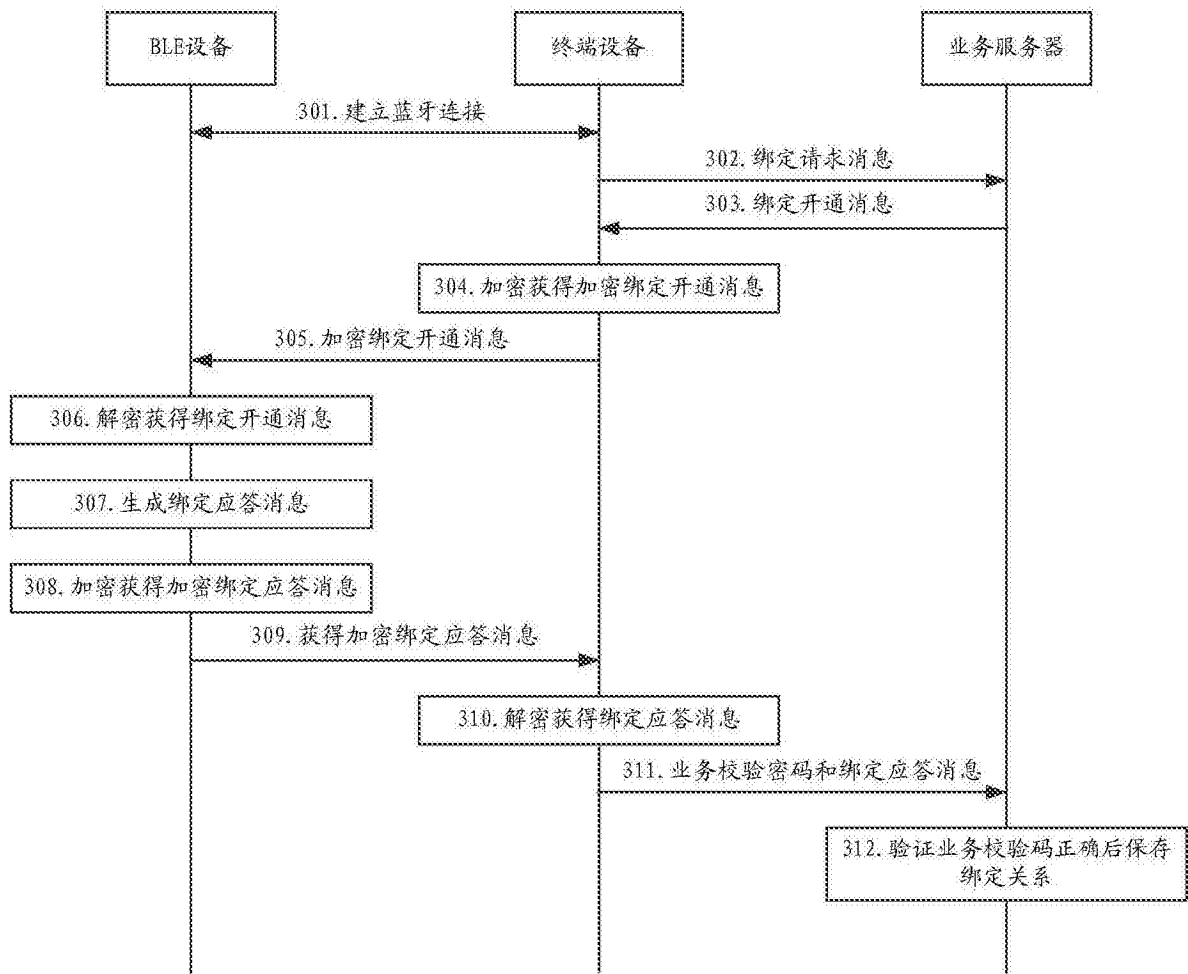 BLE设备
终端设备
业务服务器
301.建立蓝牙连接
302.绑定请求消息
303.绑定开通消息
304.加密获得加密绑定开通消息
305.加密绑定开通消息
306.解密获得绑定开通消息
307.生成绑定应答消息
308.加密获得加密绑定应答消息
309.获得加密绑定应答消息
310.解密获得绑定应答消息
311.业务校验密码和绑定应答消息
312.验证业务校验码正确后保存
绑定关系